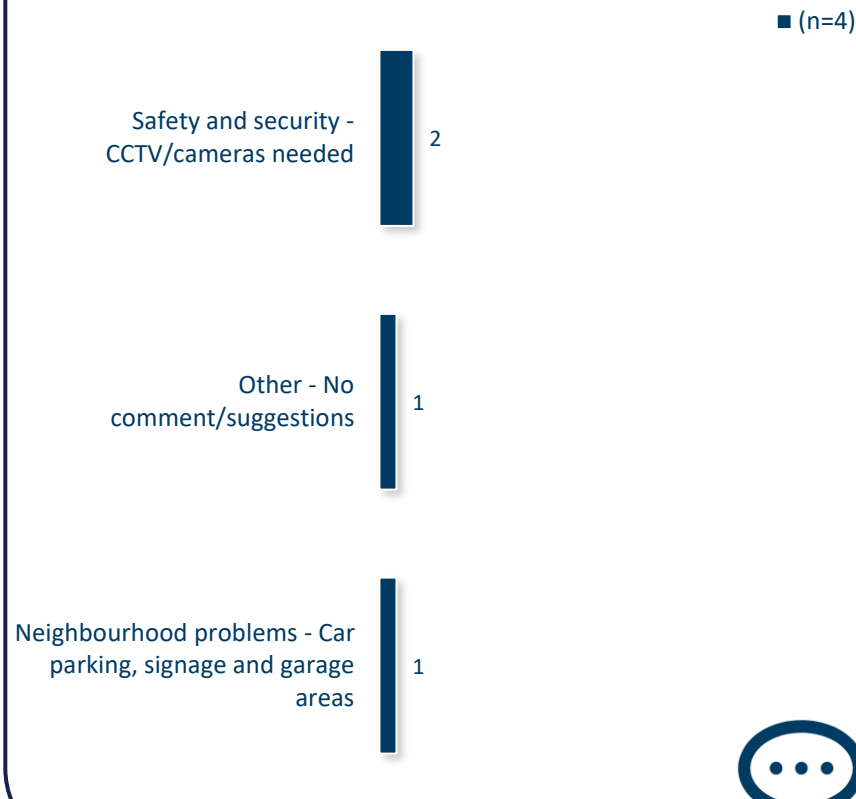 (n=4)
Safety and security -
CCTV/cameras needed
2
Other - No
comment/suggestions
1
Neighbourhood problems - Car
parking, signage and garage
areas
1